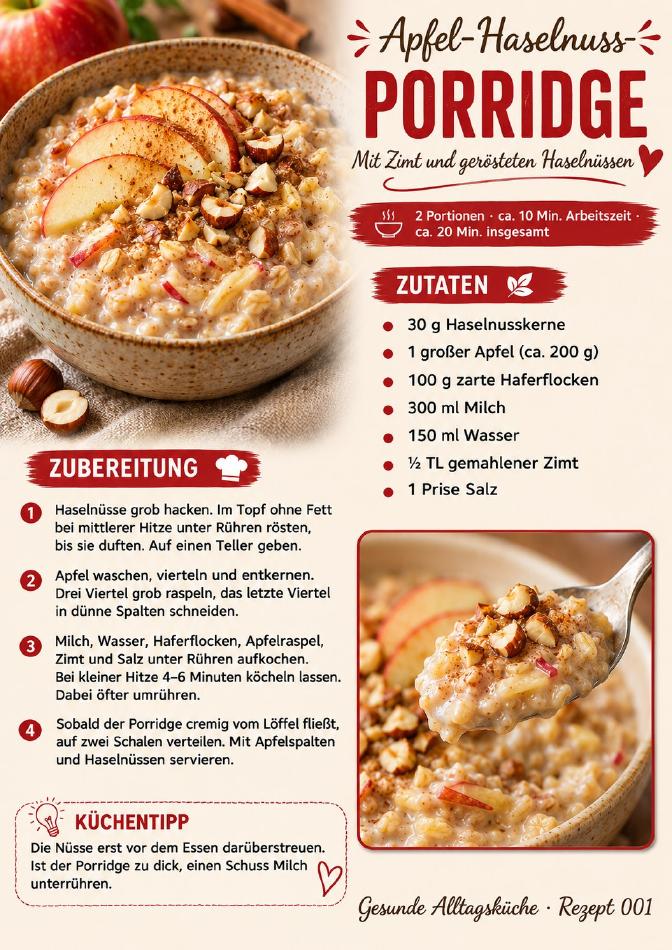 Apfel-Haselnuss-
PORRIDGE
Mit Zimt und gerösteten Haselnüssen
2 Portionen · ca. 10 Min. Arbeitszeit ·
ca. 20 Min. insgesamt
ZUTATEN
30 g Haselnusskerne
1 großer Apfel (ca. 200 g)
100 g zarte Haferflocken
300 ml Milch
150 ml Wasser
½ TL gemahlener Zimt
1 Prise Salz
ZUBEREITUNG
1 Haselnüsse grob hacken. Im Topf ohne Fett
bei mittlerer Hitze unter Rühren rösten,
bis sie duften. Auf einen Teller geben.
2 Apfel waschen, vierteln und entkernen.
Drei Viertel grob raspeln, das letzte Viertel
in dünne Spalten schneiden.
3 Milch, Wasser, Haferflocken, Apfelraspel,
Zimt und Salz unter Rühren aufkochen.
Bei kleiner Hitze 4–6 Minuten köcheln lassen.
Dabei öfter umrühren.
4 Sobald der Porridge cremig vom Löffel fließt,
auf zwei Schalen verteilen. Mit Apfelspalten
und Haselnüssen servieren.
KÜCHENTIPP
Die Nüsse erst vor dem Essen darüberstreuen.
Ist der Porridge zu dick, einen Schuss Milch
unterrühren.
Gesunde Alltagsküche · Rezept 001